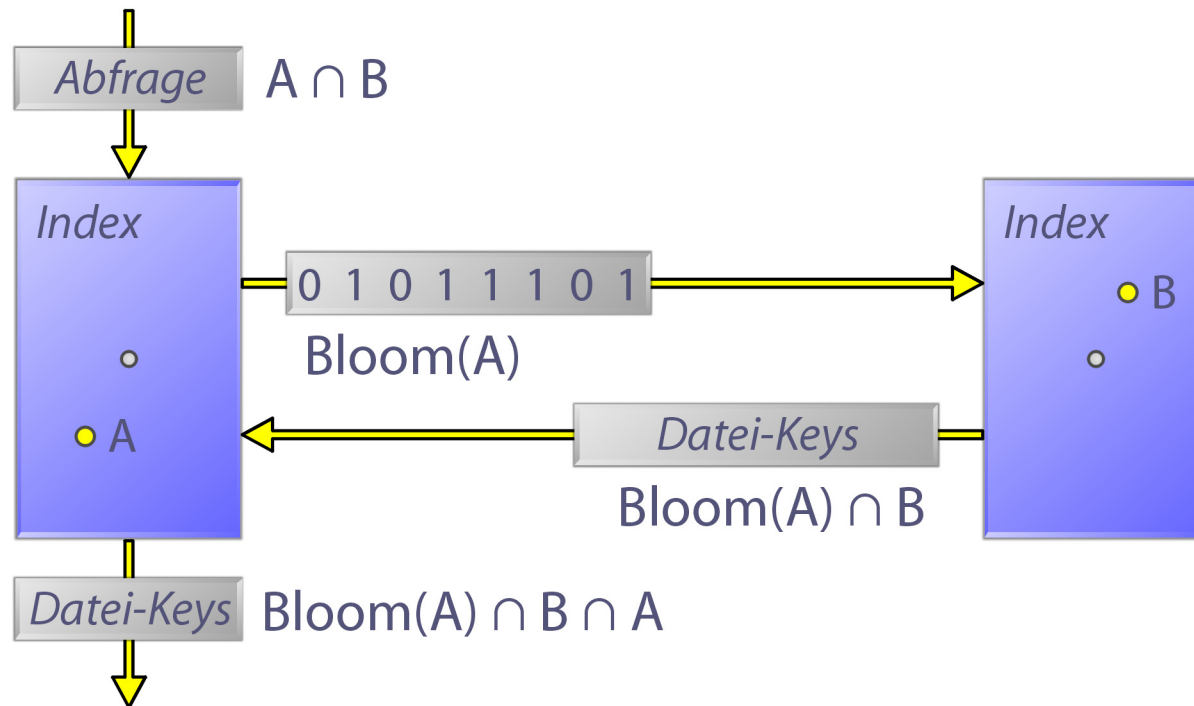 Abfrage A ∩ B
Index
Index
0 1 0 1 1 1 0 1
B
Bloom(A)
A
Datei-Keys
Bloom(A) ∩ B
Datei-Keys Bloom(A) ∩ B ∩ A